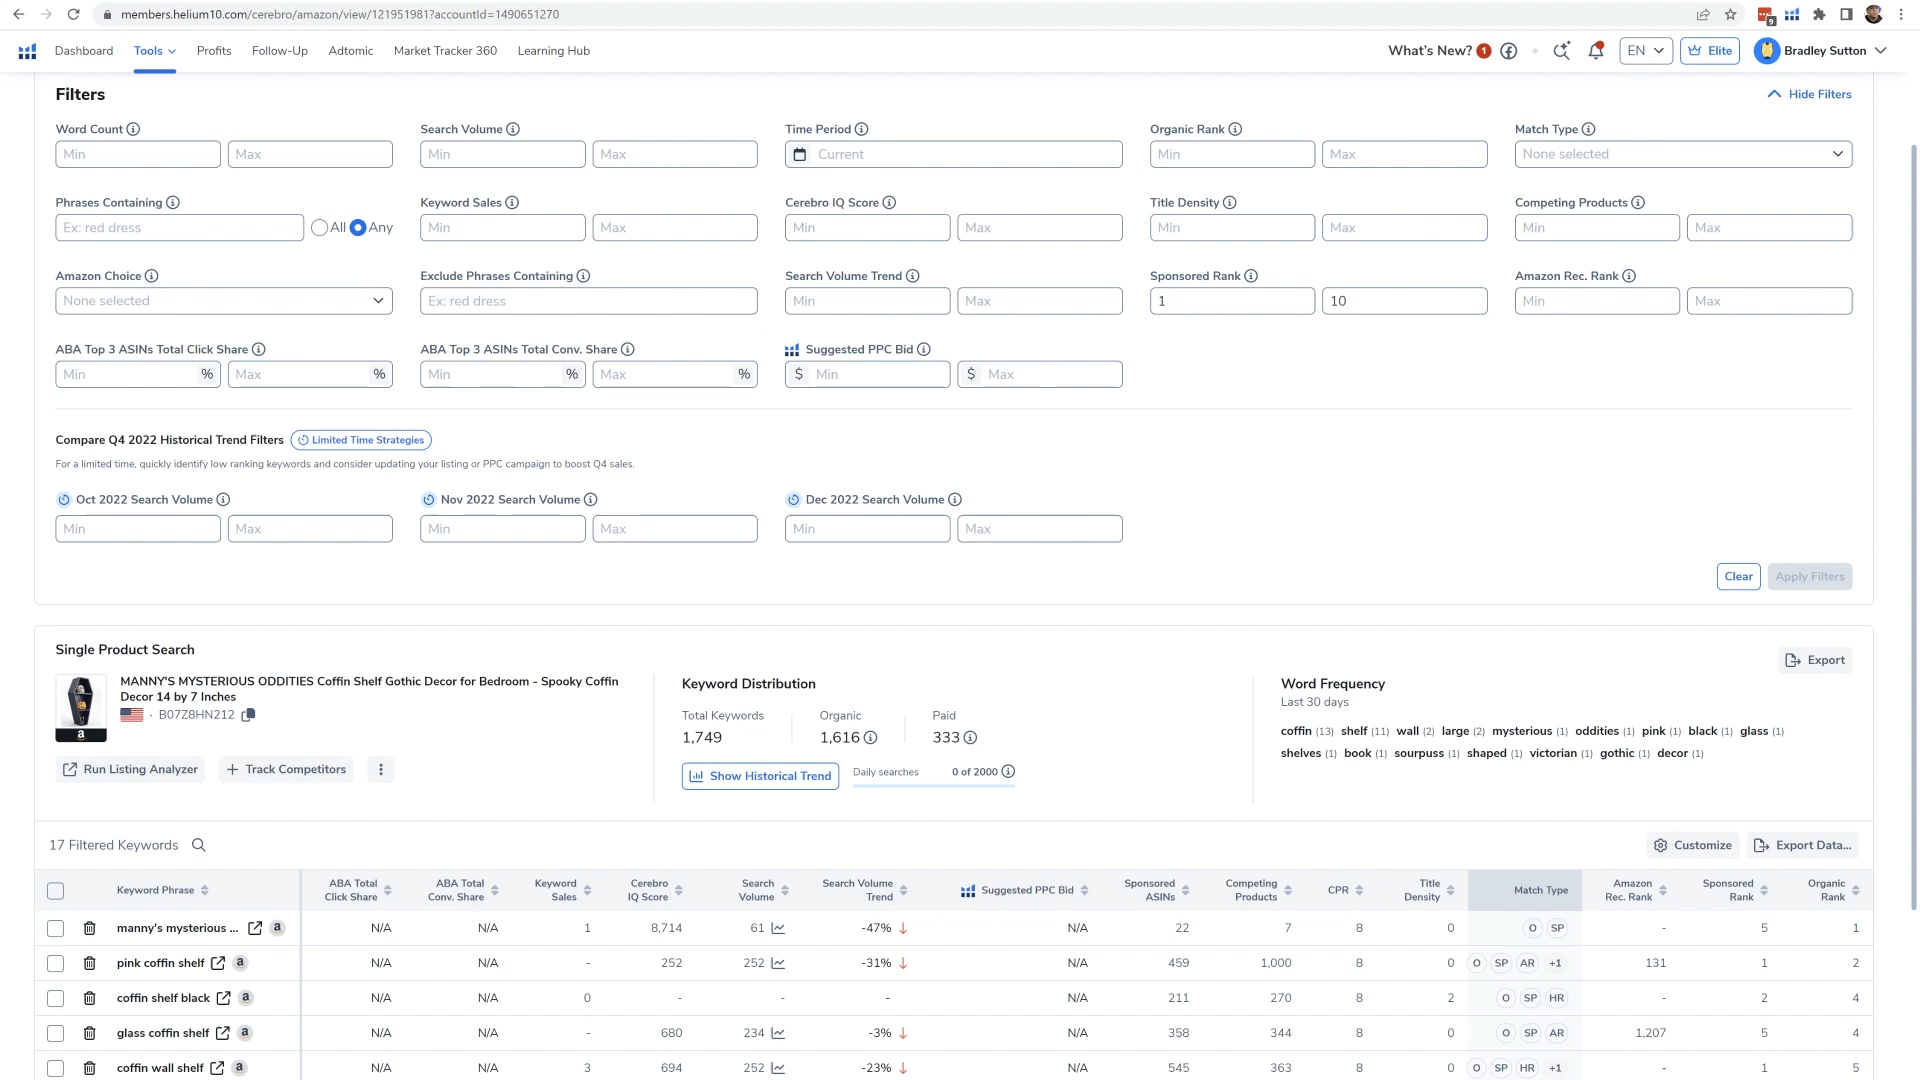 members.helium10.com/cerebro/amazon/view/121951981?accountId=1490651270
9
Dashboard Tools Profits Follow-Up Adtomic Market Tracker 360 Learning Hub What's New? 1 EN Elite Bradley Sutton
Filters Hide Filters
Word Count Search Volume Time Period Organic Rank Match Type
Min Max Min Max Current Min Max None selected
Phrases Containing Keyword Sales Cerebro IQ Score Title Density Competing Products
Ex: red dress All Any Min Max Min Max Min Max Min Max
Amazon Choice Exclude Phrases Containing Search Volume Trend Sponsored Rank Amazon Rec. Rank
None selected Ex: red dress Min Max 1 10 Min Max
ABA Top 3 ASINs Total Click Share ABA Top 3 ASINs Total Conv. Share Suggested PPC Bid
Min % Max % Min % Max % $ Min $ Max
Compare Q4 2022 Historical Trend Filters Limited Time Strategies
For a limited time, quickly identify low ranking keywords and consider updating your listing or PPC campaign to boost Q4 sales.
Oct 2022 Search Volume Nov 2022 Search Volume Dec 2022 Search Volume
Min Max Min Max Min Max
Clear Apply Filters
Single Product Search
Export
MANNY'S MYSTERIOUS ODDITIES Coffin Shelf Gothic Decor for Bedroom - Spooky Coffin
Decor 14 by 7 Inches
· B07Z8HN212
a
Run Listing Analyzer Track Competitors
Keyword Distribution
Total Keywords Organic Paid
1,749 1,616 333
Show Historical Trend Daily searches 0 of 2000
Word Frequency
Last 30 days
coffin (13) shelf (11) wall (2) large (2) mysterious (1) oddities (1) pink (1) black (1) glass (1)
shelves (1) book (1) sourpuss (1) shaped (1) victorian (1) gothic (1) decor (1)
17 Filtered Keywords Customize Export Data...
Keyword Phrase ABA Total Click Share ABA Total Conv. Share Keyword Sales Cerebro IQ Score Search Volume Search Volume Trend Suggested PPC Bid Sponsored ASINs Competing Products CPR Title Density Match Type Amazon Rec. Rank Sponsored Rank Organic Rank
manny's mysterious ... a N/A N/A 1 8,714 61 -47% N/A 22 7 8 0 O SP - 5 1
pink coffin shelf a N/A N/A - 252 252 -31% N/A 459 1,000 8 0 O SP AR +1 131 1 2
coffin shelf black a N/A N/A 0 - - - N/A 211 270 8 2 O SP HR - 2 4
glass coffin shelf a N/A N/A - 680 234 -3% N/A 358 344 8 0 O SP AR 1,207 5 4
coffin wall shelf a N/A N/A 3 694 252 -23% N/A 545 363 8 0 O SP HR +1 - 1 5